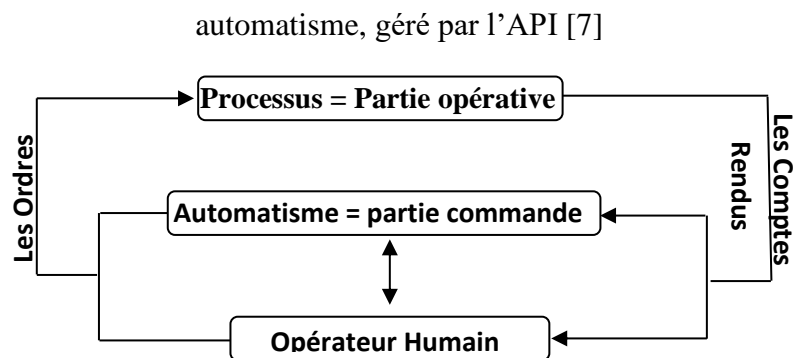 automatisme, géré par l’API [7]
Processus = Partie opérative
Les Ordres
Les Comptes
Rendus
Automatisme = partie commande
Opérateur Humain